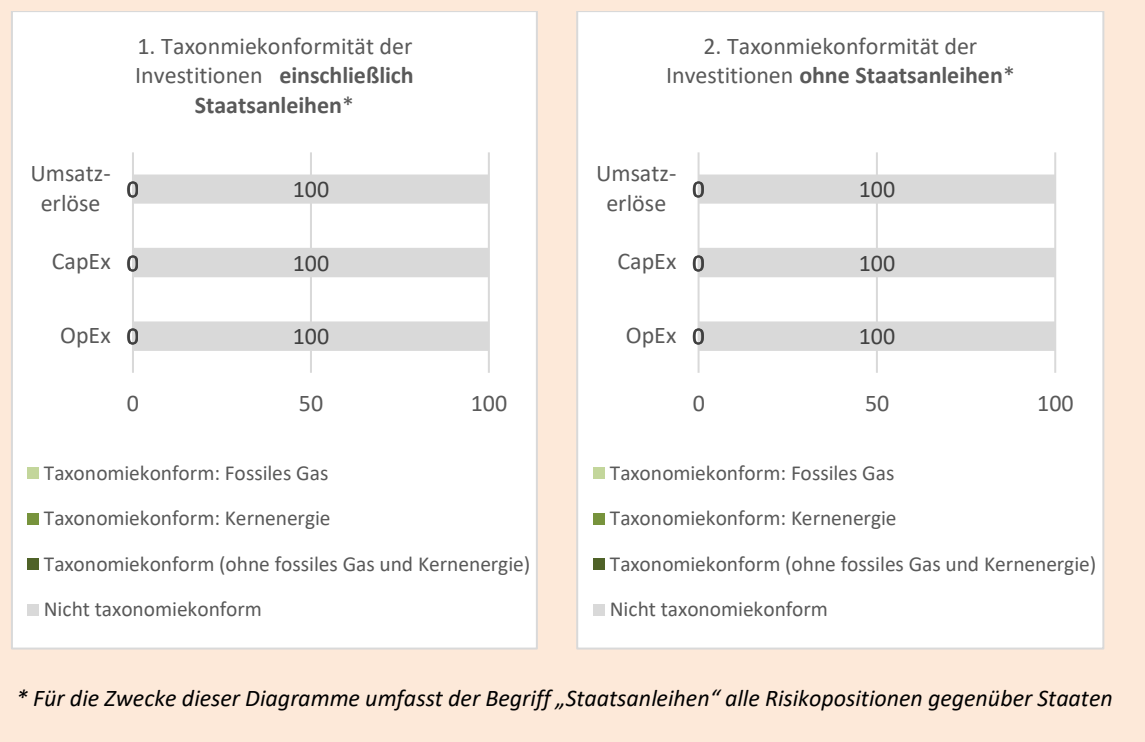 1. Taxonmiekonformität der
Investitionen einschließlich
Staatsanleihen*
Umsatz-
erlöse
0
100
CapEx
0
100
OpEx
0
100
0
50
100
Taxonomiekonform: Fossiles Gas
Taxonomiekonform: Kernenergie
Taxonomiekonform (ohne fossiles Gas und Kernenergie)
Nicht taxonomiekonform
2. Taxonmiekonformität der
Investitionen ohne Staatsanleihen*
Umsatz-
erlöse
0
100
CapEx
0
100
OpEx
0
100
0
50
100
Taxonomiekonform: Fossiles Gas
Taxonomiekonform: Kernenergie
Taxonomiekonform (ohne fossiles Gas und Kernenergie)
Nicht taxonomiekonform
* Für die Zwecke dieser Diagramme umfasst der Begriff „Staatsanleihen“ alle Risikopositionen gegenüber Staaten